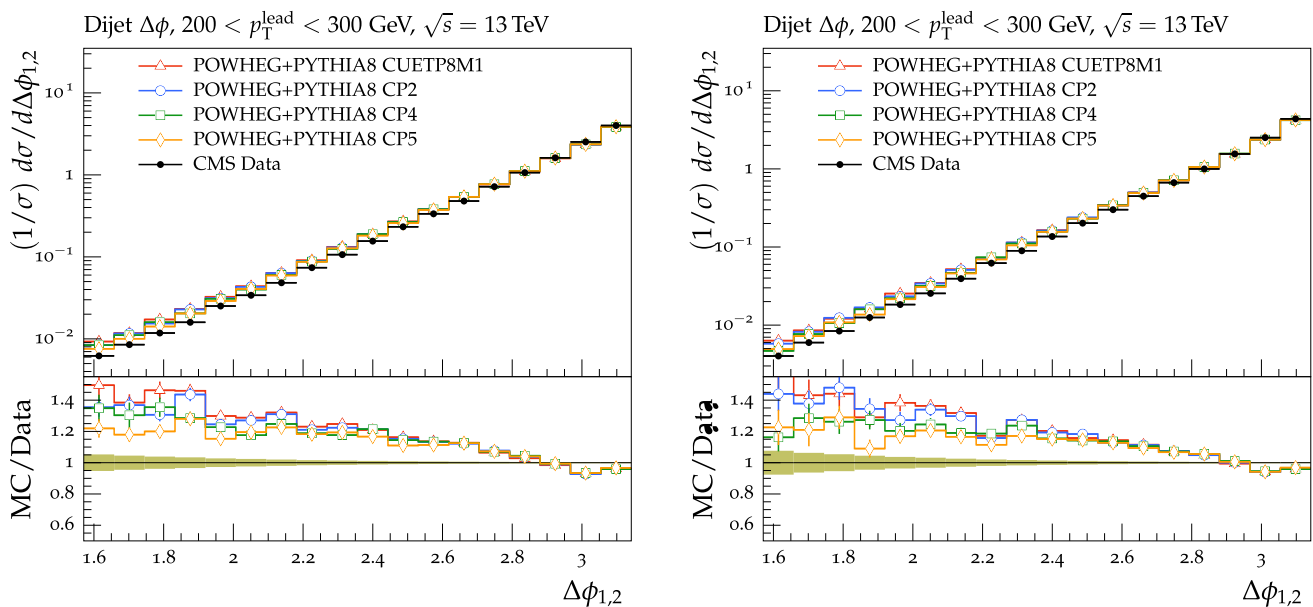 Dijet Δϕ, 200 < p_T^lead < 300 GeV, √s = 13 TeV
(1/σ) dσ/dΔϕ1,2
POWHEG+PYTHIA8 CUETP8M1
POWHEG+PYTHIA8 CP2
POWHEG+PYTHIA8 CP4
POWHEG+PYTHIA8 CP5
CMS Data
10^1
1
10^−1
10^−2
MC/Data
1.4
1.2
1
0.8
0.6
1.6 1.8 2 2.2 2.4 2.6 2.8 3
Δϕ1,2
Dijet Δϕ, 200 < p_T^lead < 300 GeV, √s = 13 TeV
(1/σ) dσ/dΔϕ1,2
POWHEG+PYTHIA8 CUETP8M1
POWHEG+PYTHIA8 CP2
POWHEG+PYTHIA8 CP4
POWHEG+PYTHIA8 CP5
CMS Data
10^1
1
10^−1
10^−2
MC/Data
1.4
1.2
1
0.8
0.6
1.6 1.8 2 2.2 2.4 2.6 2.8 3
Δϕ1,2